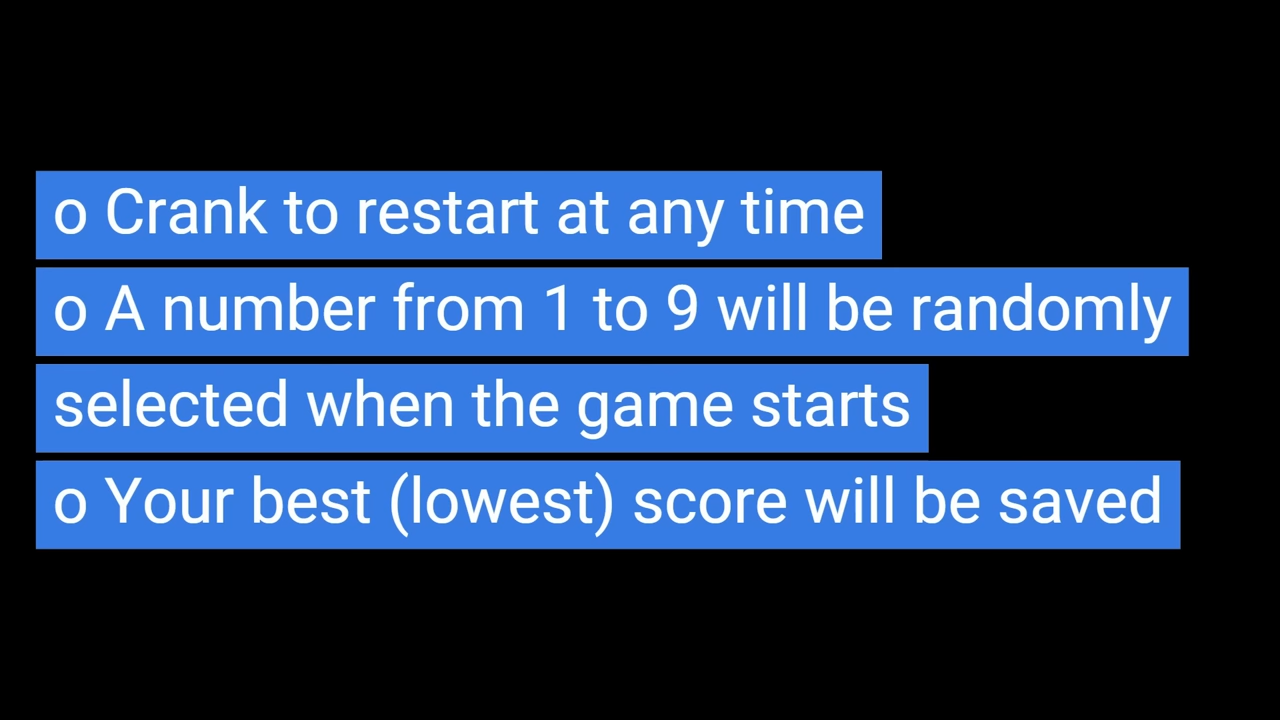 o Crank to restart at any time
o A number from 1 to 9 will be randomly
selected when the game starts
o Your best (lowest) score will be saved